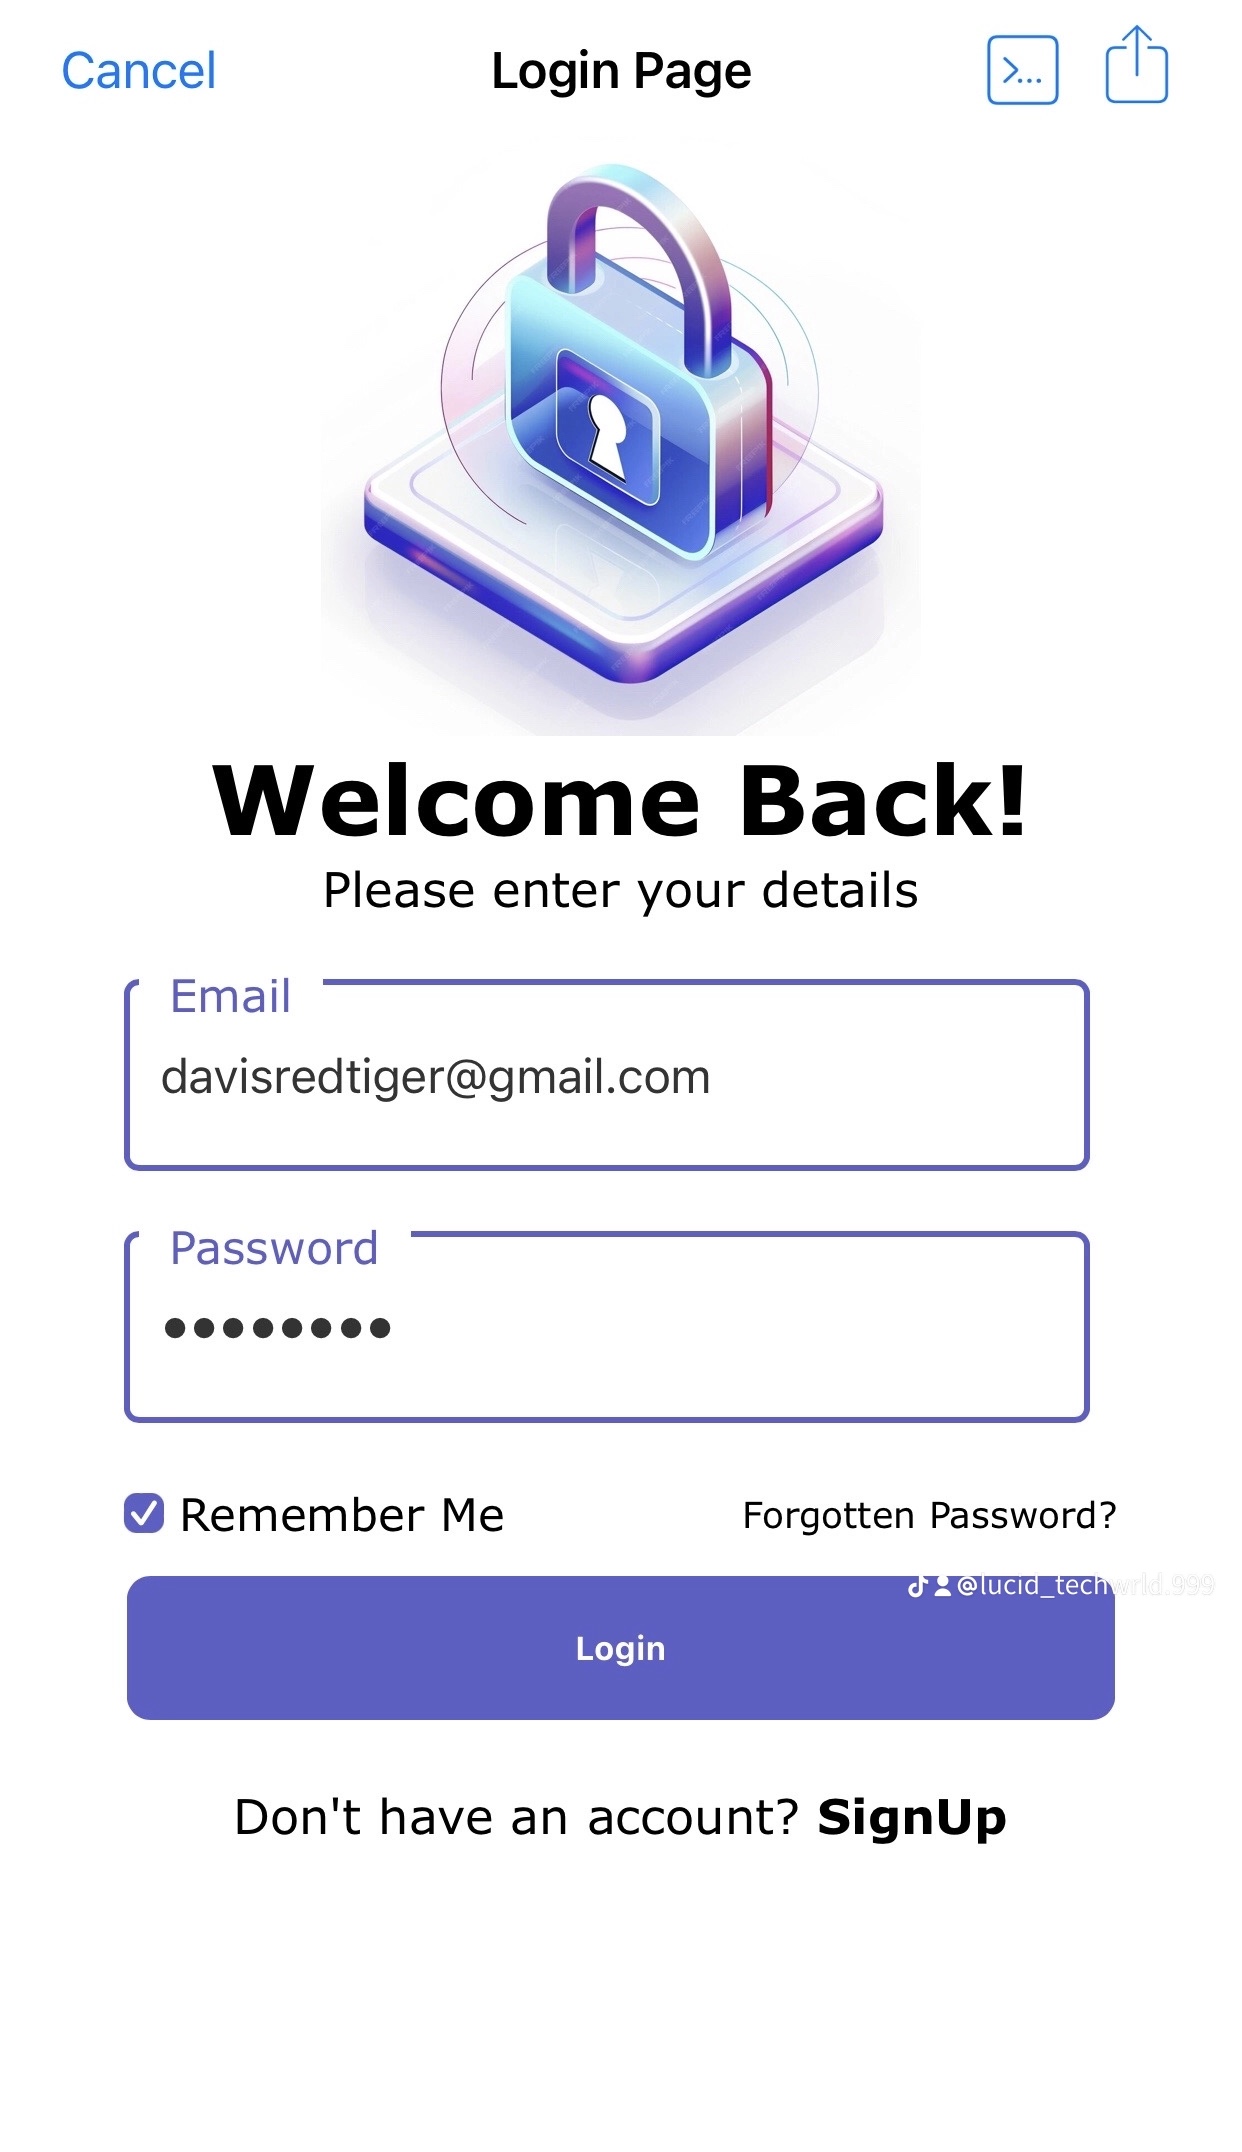 Cancel
Login Page
>...
Welcome Back!
Please enter your details
Email
davisredtiger@gmail.com
Password
Remember Me
Forgotten Password?
@lucid_techwrld.999
Login
Don't have an account? SignUp